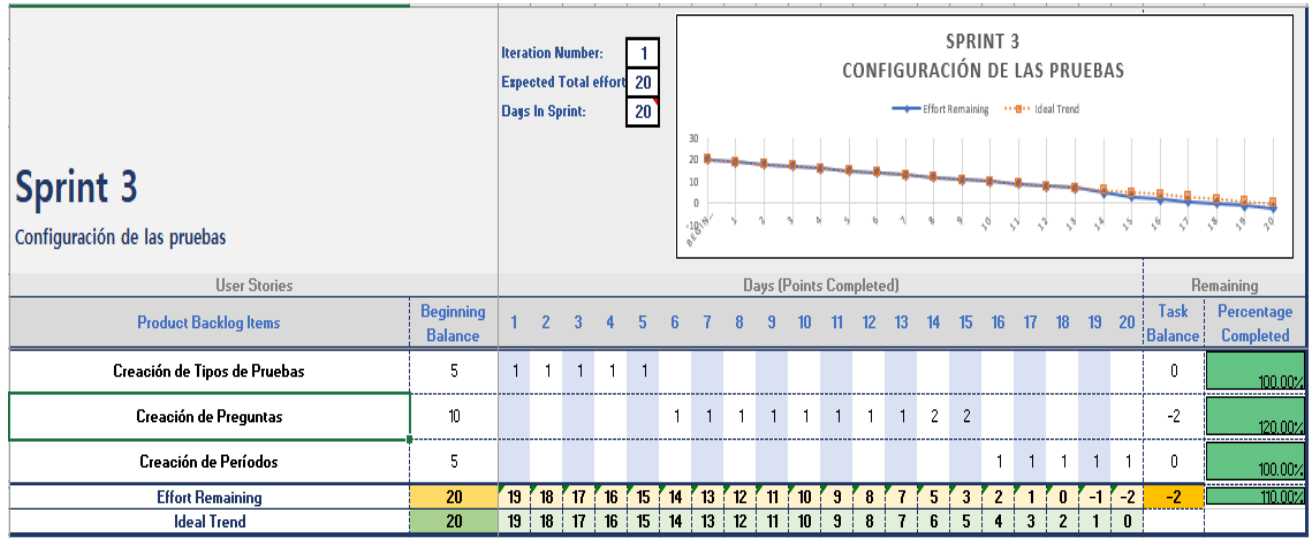 Iteration Number: 1
Expected Total effort 20
Days In Sprint: 20
SPRINT 3
CONFIGURACIÓN DE LAS PRUEBAS
Effort Remaining Ideal Trend
30
20
10
0
-10
BEGIN... 1 2 3 4 5 6 7 8 9 10 11 12 13 14 15 16 17 18 19 20
Sprint 3
Configuración de las pruebas
User Stories Days (Points Completed) Remaining
Product Backlog Items Beginning Balance 1 2 3 4 5 6 7 8 9 10 11 12 13 14 15 16 17 18 19 20 Task Balance Percentage Completed
Creación de Tipos de Pruebas 5 1 1 1 1 1 0 100.00%
Creación de Preguntas 10 1 1 1 1 1 1 1 1 2 2 -2 120.00%
Creación de Períodos 5 1 1 1 1 1 0 100.00%
Effort Remaining 20 19 18 17 16 15 14 13 12 11 10 9 8 7 5 3 2 1 0 -1 -2 -2 110.00%
Ideal Trend 20 19 18 17 16 15 14 13 12 11 10 9 8 7 6 5 4 3 2 1 0